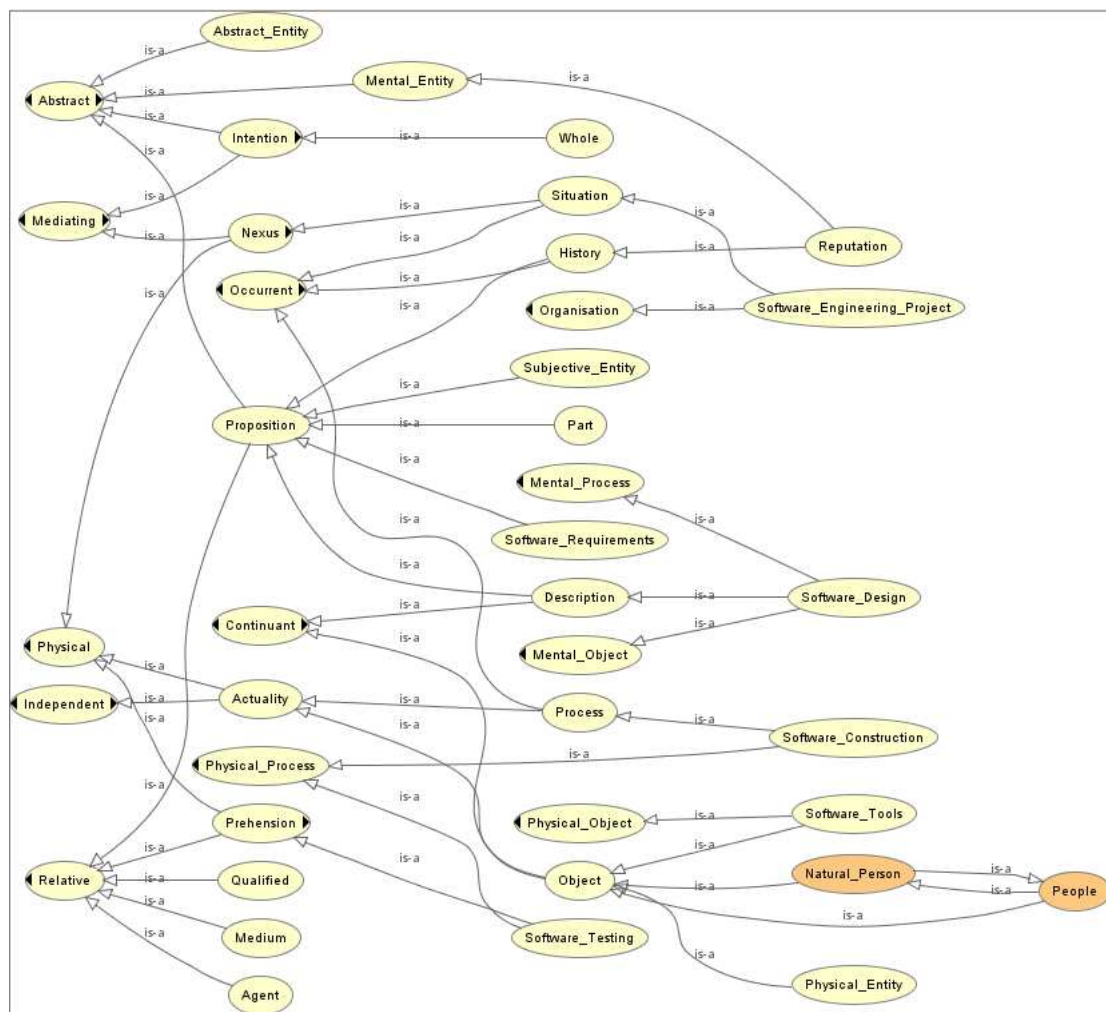 Abstract_Entity
is-a
Mental_Entity
is-a
Abstract
is-a
is-a
Intention
is-a
Whole
is-a
is-a
Mediating
is-a
Nexus
is-a
Situation
is-a
is-a
History
is-a
Reputation
is-a
is-a
Occurrent
is-a
Organisation
is-a
Software_Engineering_Project
is-a
Subjective_Entity
is-a
Proposition
is-a
Part
is-a
Mental_Process
is-a
Software_Requirements
is-a
is-a
is-a
Description
is-a
Software_Design
Continuant
is-a
Mental_Object
is-a
Physical
is-a
Independent
is-a
Actuality
is-a
is-a
is-a
Process
is-a
Software_Construction
Physical_Process
is-a
is-a
Prehension
Physical_Object
is-a
Software_Tools
is-a
is-a
Relative
is-a
Qualified
is-a
Object
is-a
Natural_Person
is-a
is-a
People
is-a
Medium
is-a
Software_Testing
is-a
Agent
is-a
Physical_Entity